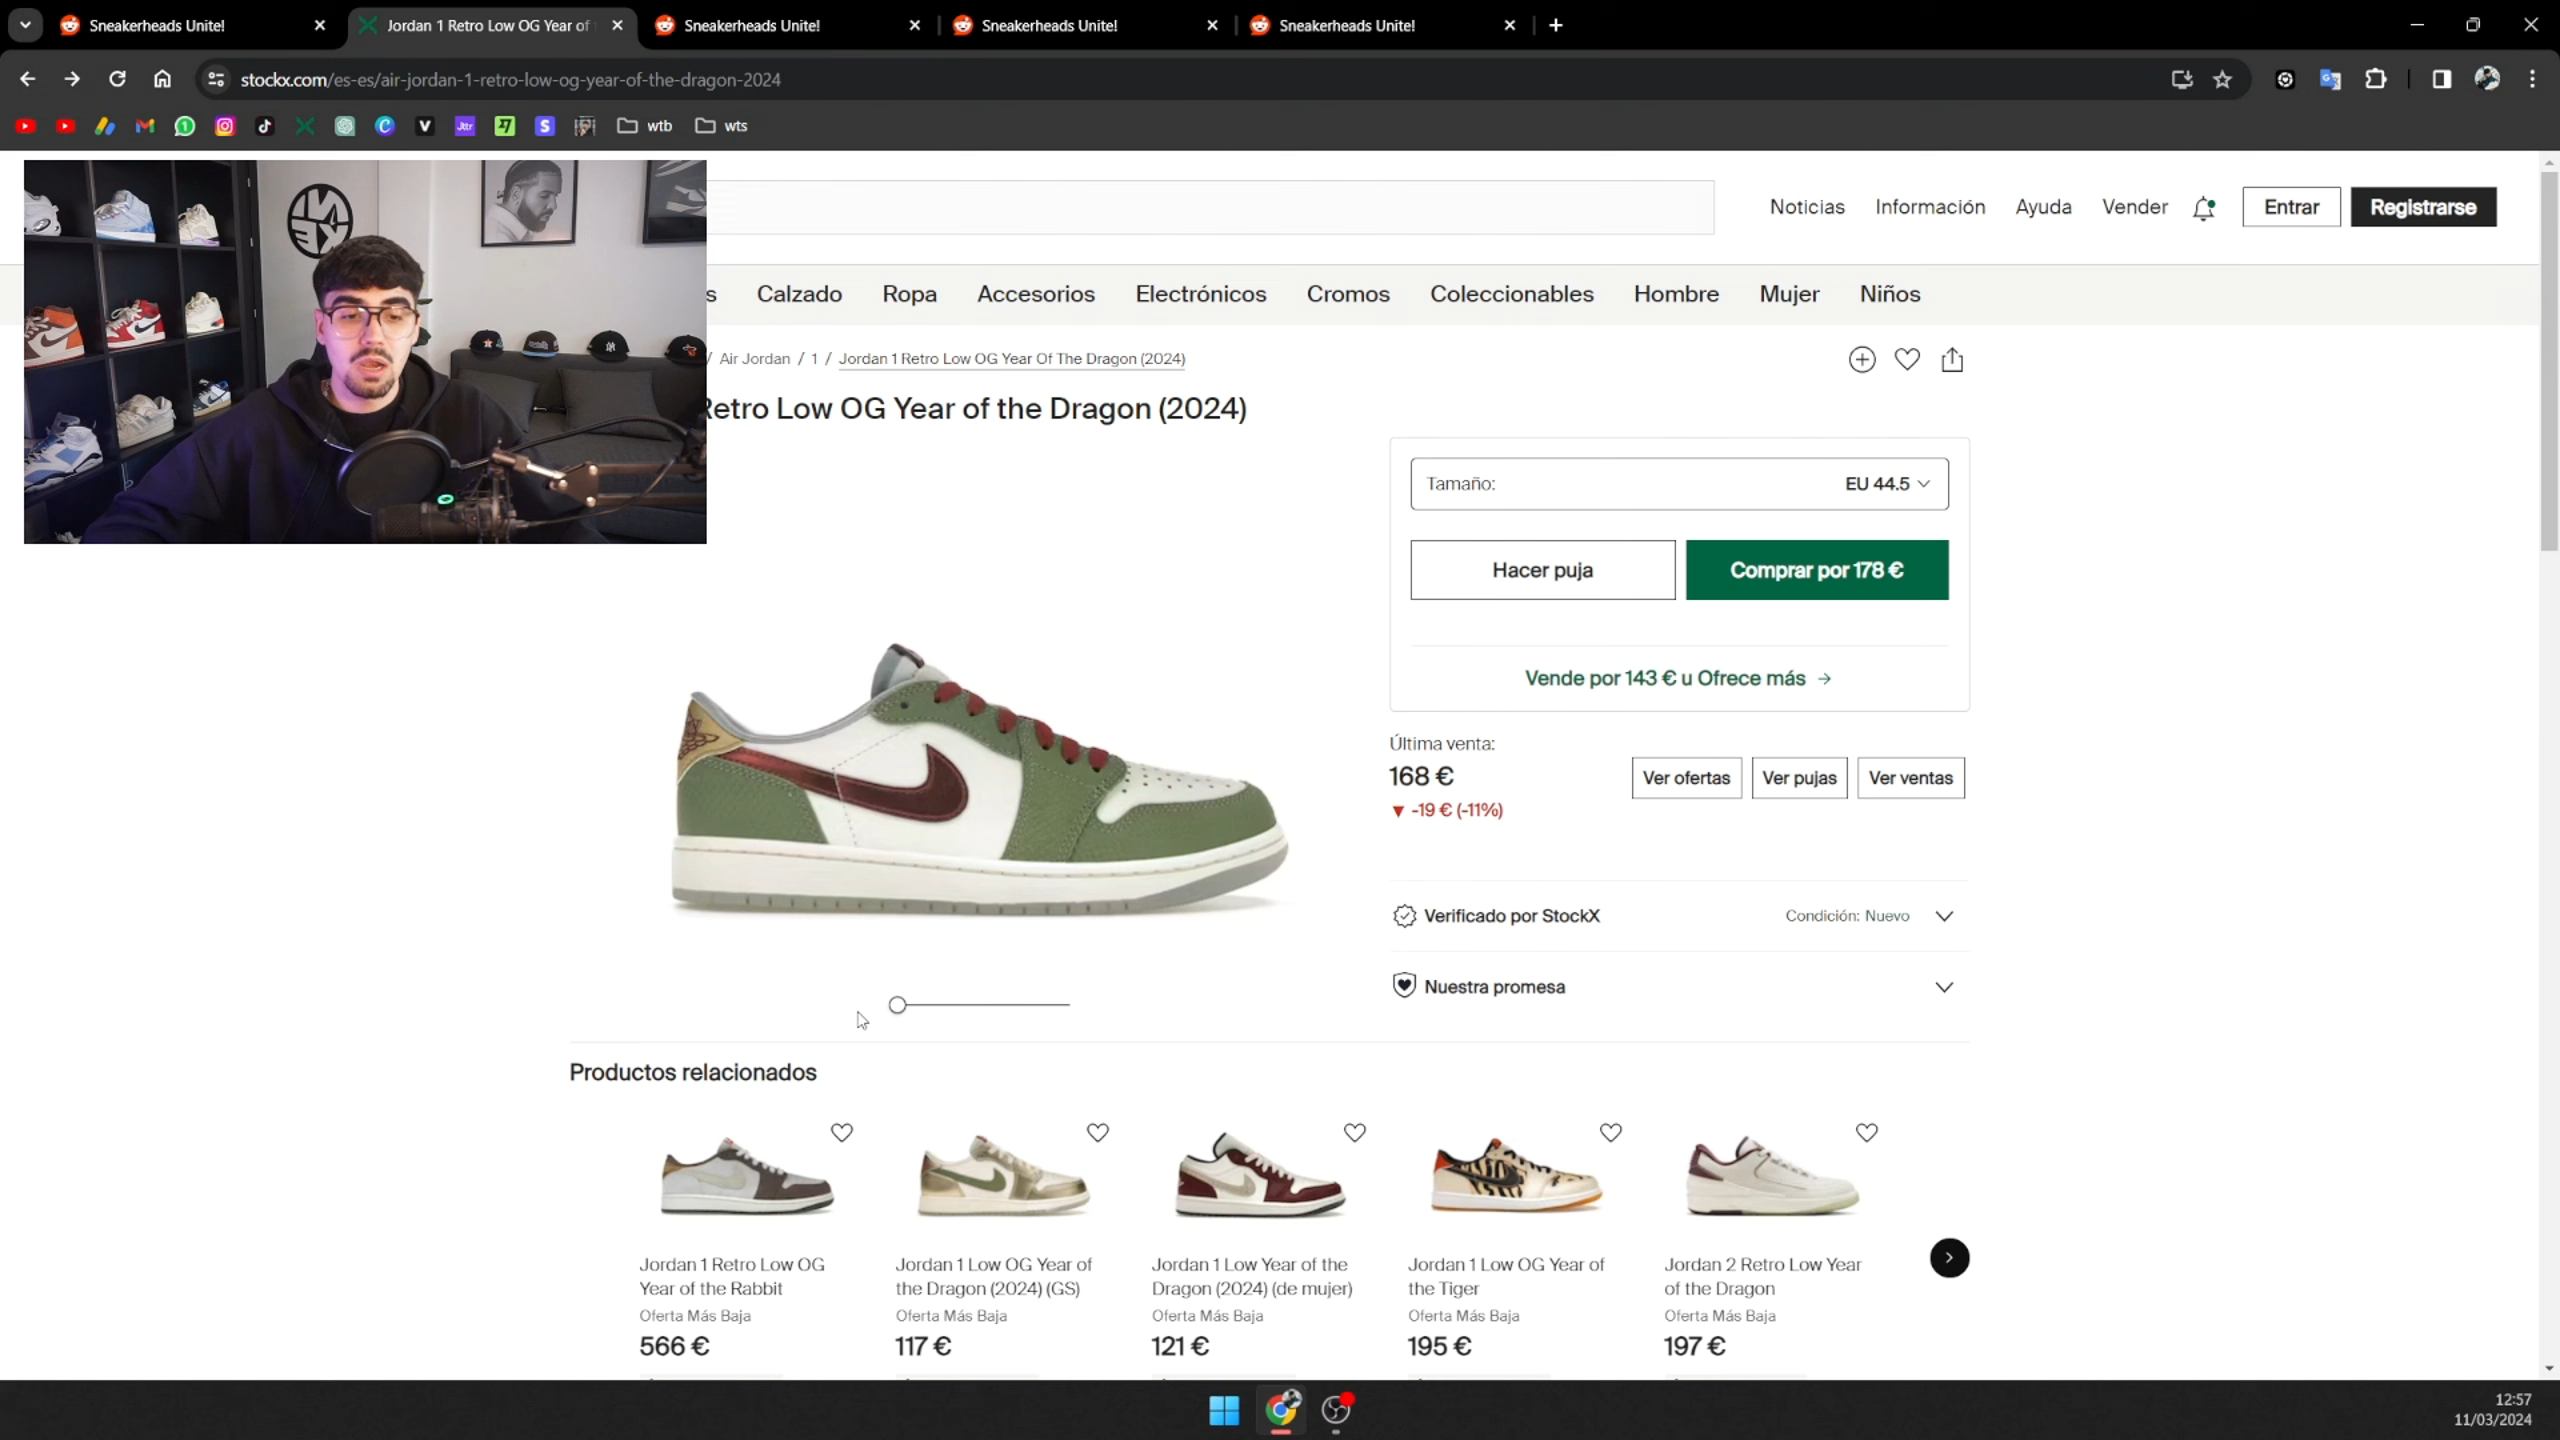 Sneakerheads Unite!
Jordan 1 Retro Low OG Year of
Sneakerheads Unite!
Sneakerheads Unite!
Sneakerheads Unite!
stockx.com/es-es/air-jordan-1-retro-low-og-year-of-the-dragon-2024
wtb
wts
Noticias
Información
Ayuda
Vender
Entrar
Registrarse
s
Calzado
Ropa
Accesorios
Electrónicos
Cromos
Coleccionables
Hombre
Mujer
Niños
/ Air Jordan / 1 / Jordan 1 Retro Low OG Year Of The Dragon (2024)
Retro Low OG Year of the Dragon (2024)
Tamaño:
EU 44.5
Hacer puja
Comprar por 178 €
Vende por 143 € u Ofrece más →
Última venta:
168 €
▼ -19 € (-11%)
Ver ofertas
Ver pujas
Ver ventas
Verificado por StockX
Condición: Nuevo
Nuestra promesa
Productos relacionados
Jordan 1 Retro Low OG
Year of the Rabbit
Oferta Más Baja
566 €
Jordan 1 Low OG Year of
the Dragon (2024) (GS)
Oferta Más Baja
117 €
Jordan 1 Low Year of the
Dragon (2024) (de mujer)
Oferta Más Baja
121 €
Jordan 1 Low OG Year of
the Tiger
Oferta Más Baja
195 €
Jordan 2 Retro Low Year
of the Dragon
Oferta Más Baja
197 €
12:57
11/03/2024